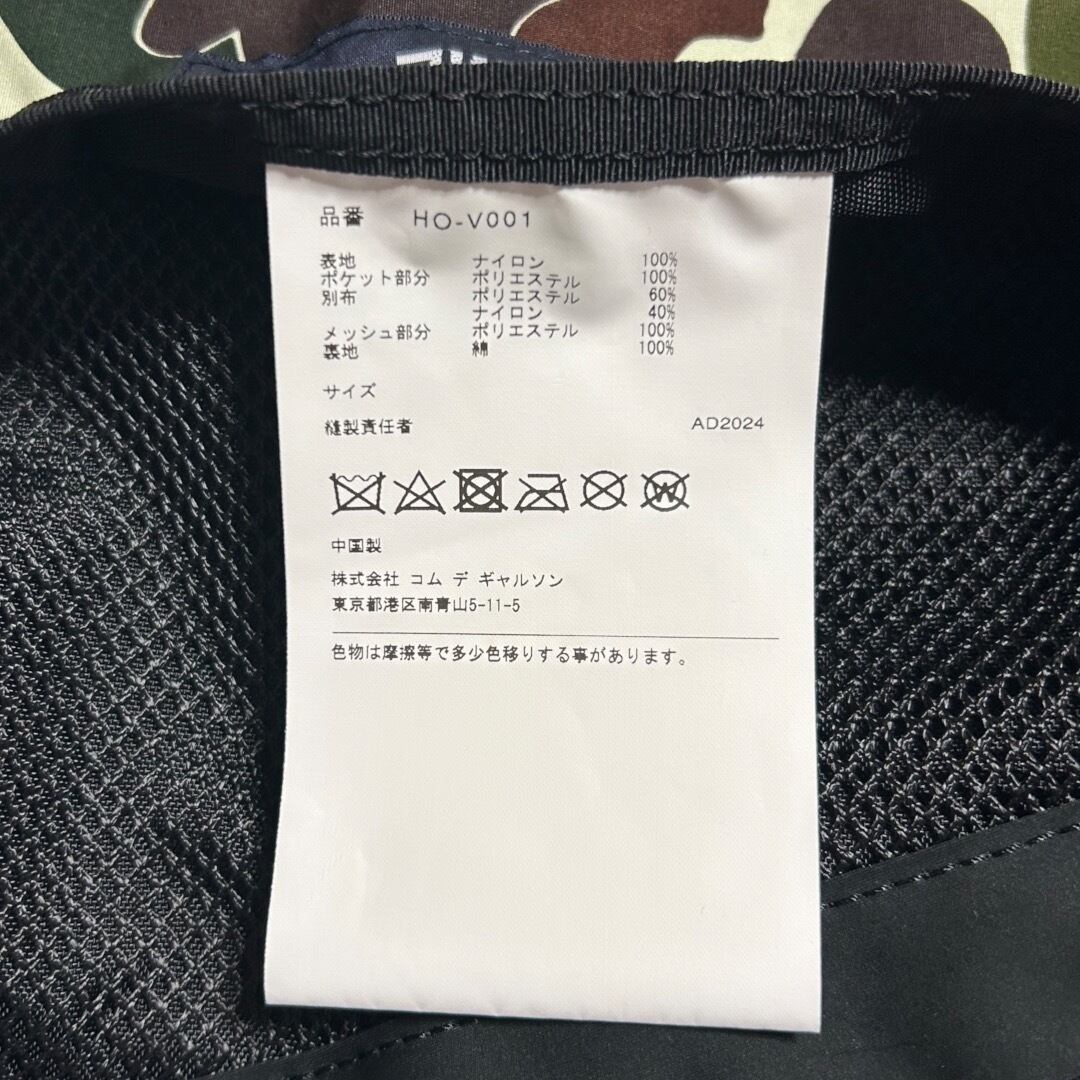 品番 HO-V001
表地 ナイロン 100%
ポケット部分 ポリエステル 100%
別布 ポリエステル 60%
ナイロン 40%
メッシュ部分 ポリエステル 100%
裏地 綿 100%
サイズ
縫製責任者 AD2024
W
中国製
株式会社 コム デ ギャルソン
東京都港区南青山5-11-5
色物は摩擦等で多少色移りする事があります。